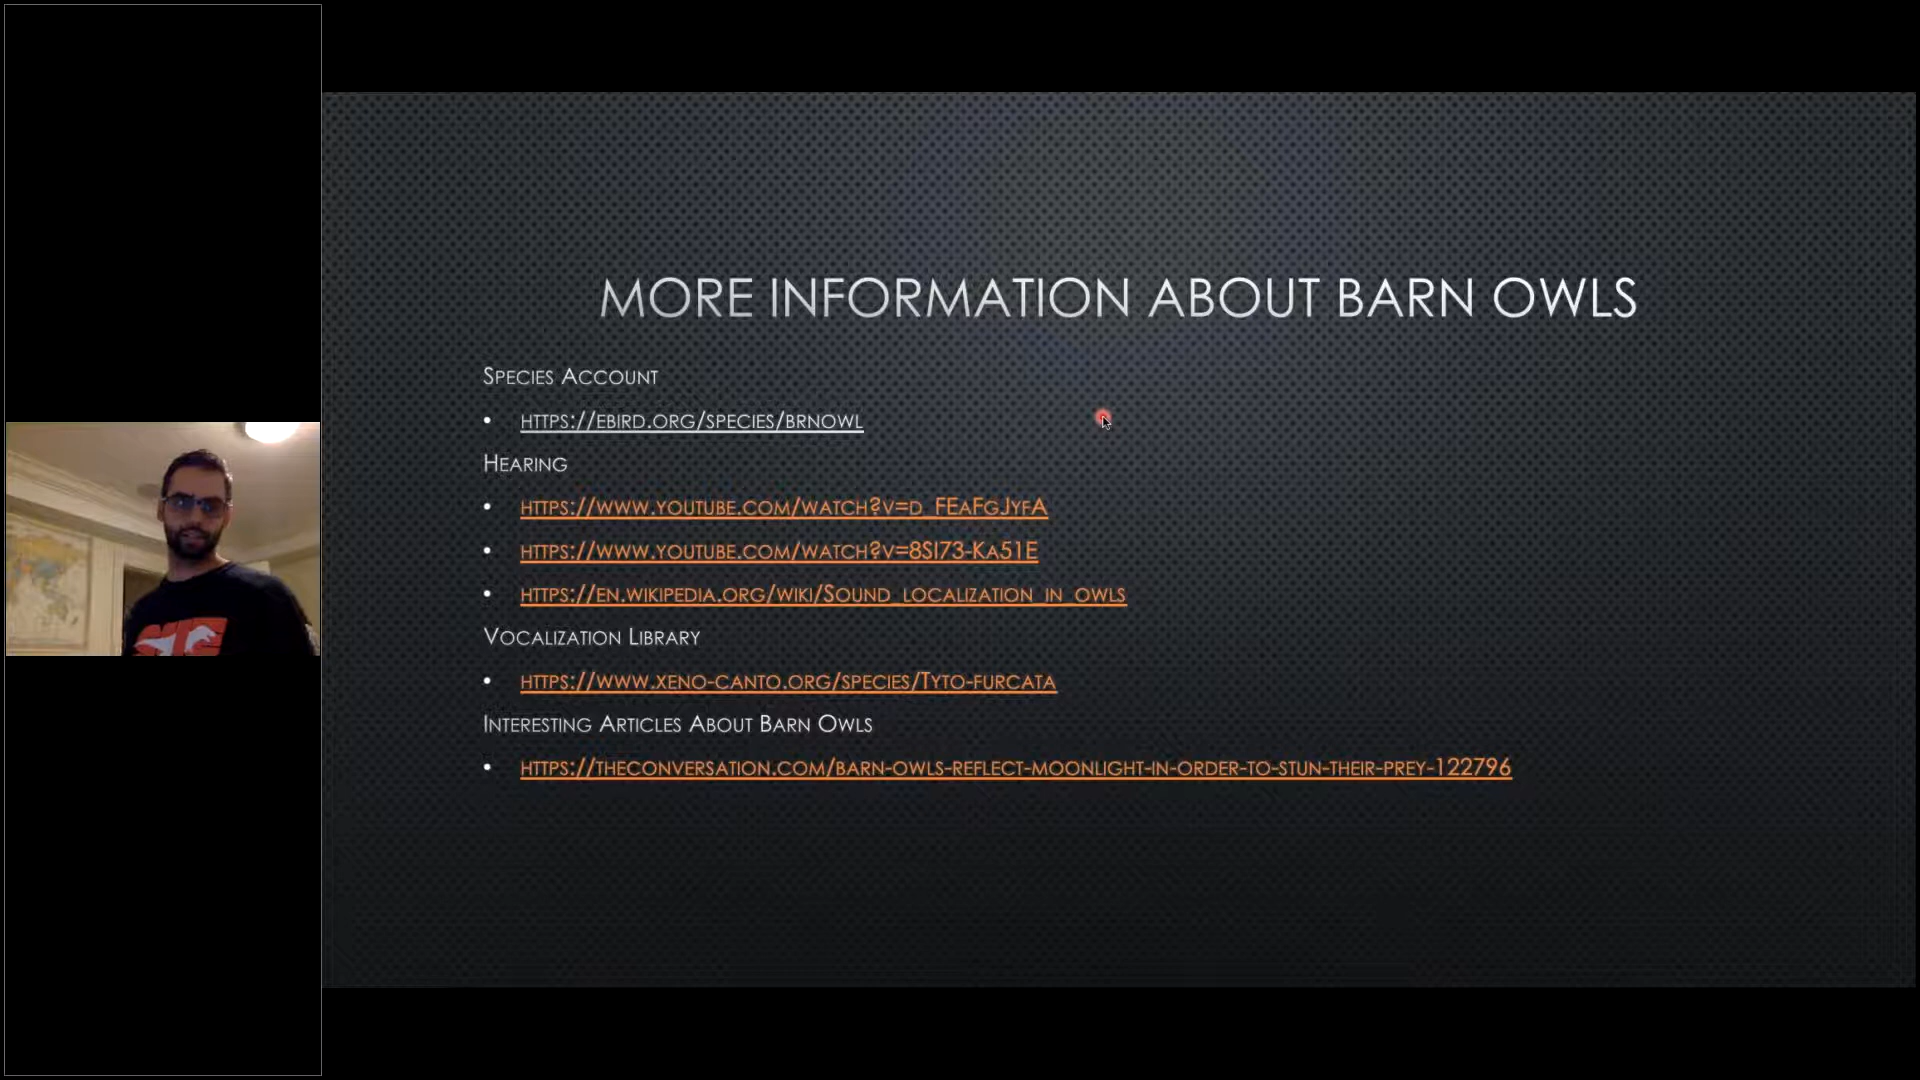 MORE INFORMATION ABOUT BARN OWLS
Species Account
• https://ebird.org/species/brnowl
Hearing
• https://www.youtube.com/watch?v=d_FEaFgJyfA
• https://www.youtube.com/watch?v=8SI73-Ka51E
• https://en.wikipedia.org/wiki/Sound_localization_in_owls
Vocalization Library
• https://www.xeno-canto.org/species/Tyto-furcata
Interesting Articles About Barn Owls
• https://theconversation.com/barn-owls-reflect-moonlight-in-order-to-stun-their-prey-122796